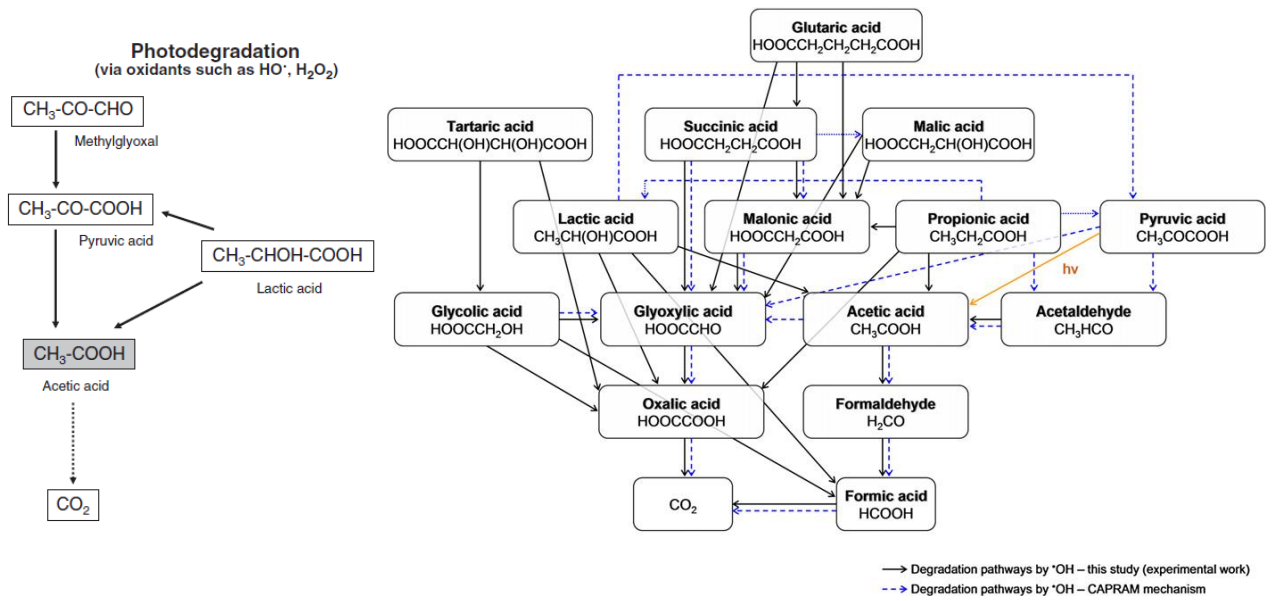 Photodegradation
(via oxidants such as HO·, H₂O₂)
CH₃-CO-CHO
Methylglyoxal
CH₃-CO-COOH
Pyruvic acid
CH₃-CHOH-COOH
Lactic acid
CH₃-COOH
Acetic acid
CO₂
Glutaric acid
HOOCCH₂CH₂CH₂COOH
Tartaric acid
HOOCCH(OH)CH(OH)COOH
Succinic acid
HOOCCH₂CH₂COOH
Malic acid
HOOCCH₂CH(OH)COOH
Lactic acid
CH₃CH(OH)COOH
Malonic acid
HOOCCH₂COOH
Propionic acid
CH₃CH₂COOH
Pyruvic acid
CH₃COCOOH
hν
Glycolic acid
HOOCCH₂OH
Glyoxylic acid
HOOCCHO
Acetic acid
CH₃COOH
Acetaldehyde
CH₃HCO
Oxalic acid
HOOCCOOH
Formaldehyde
H₂CO
CO₂
Formic acid
HCOOH
Degradation pathways by •OH – this study (experimental work)
Degradation pathways by •OH – CAPRAM mechanism